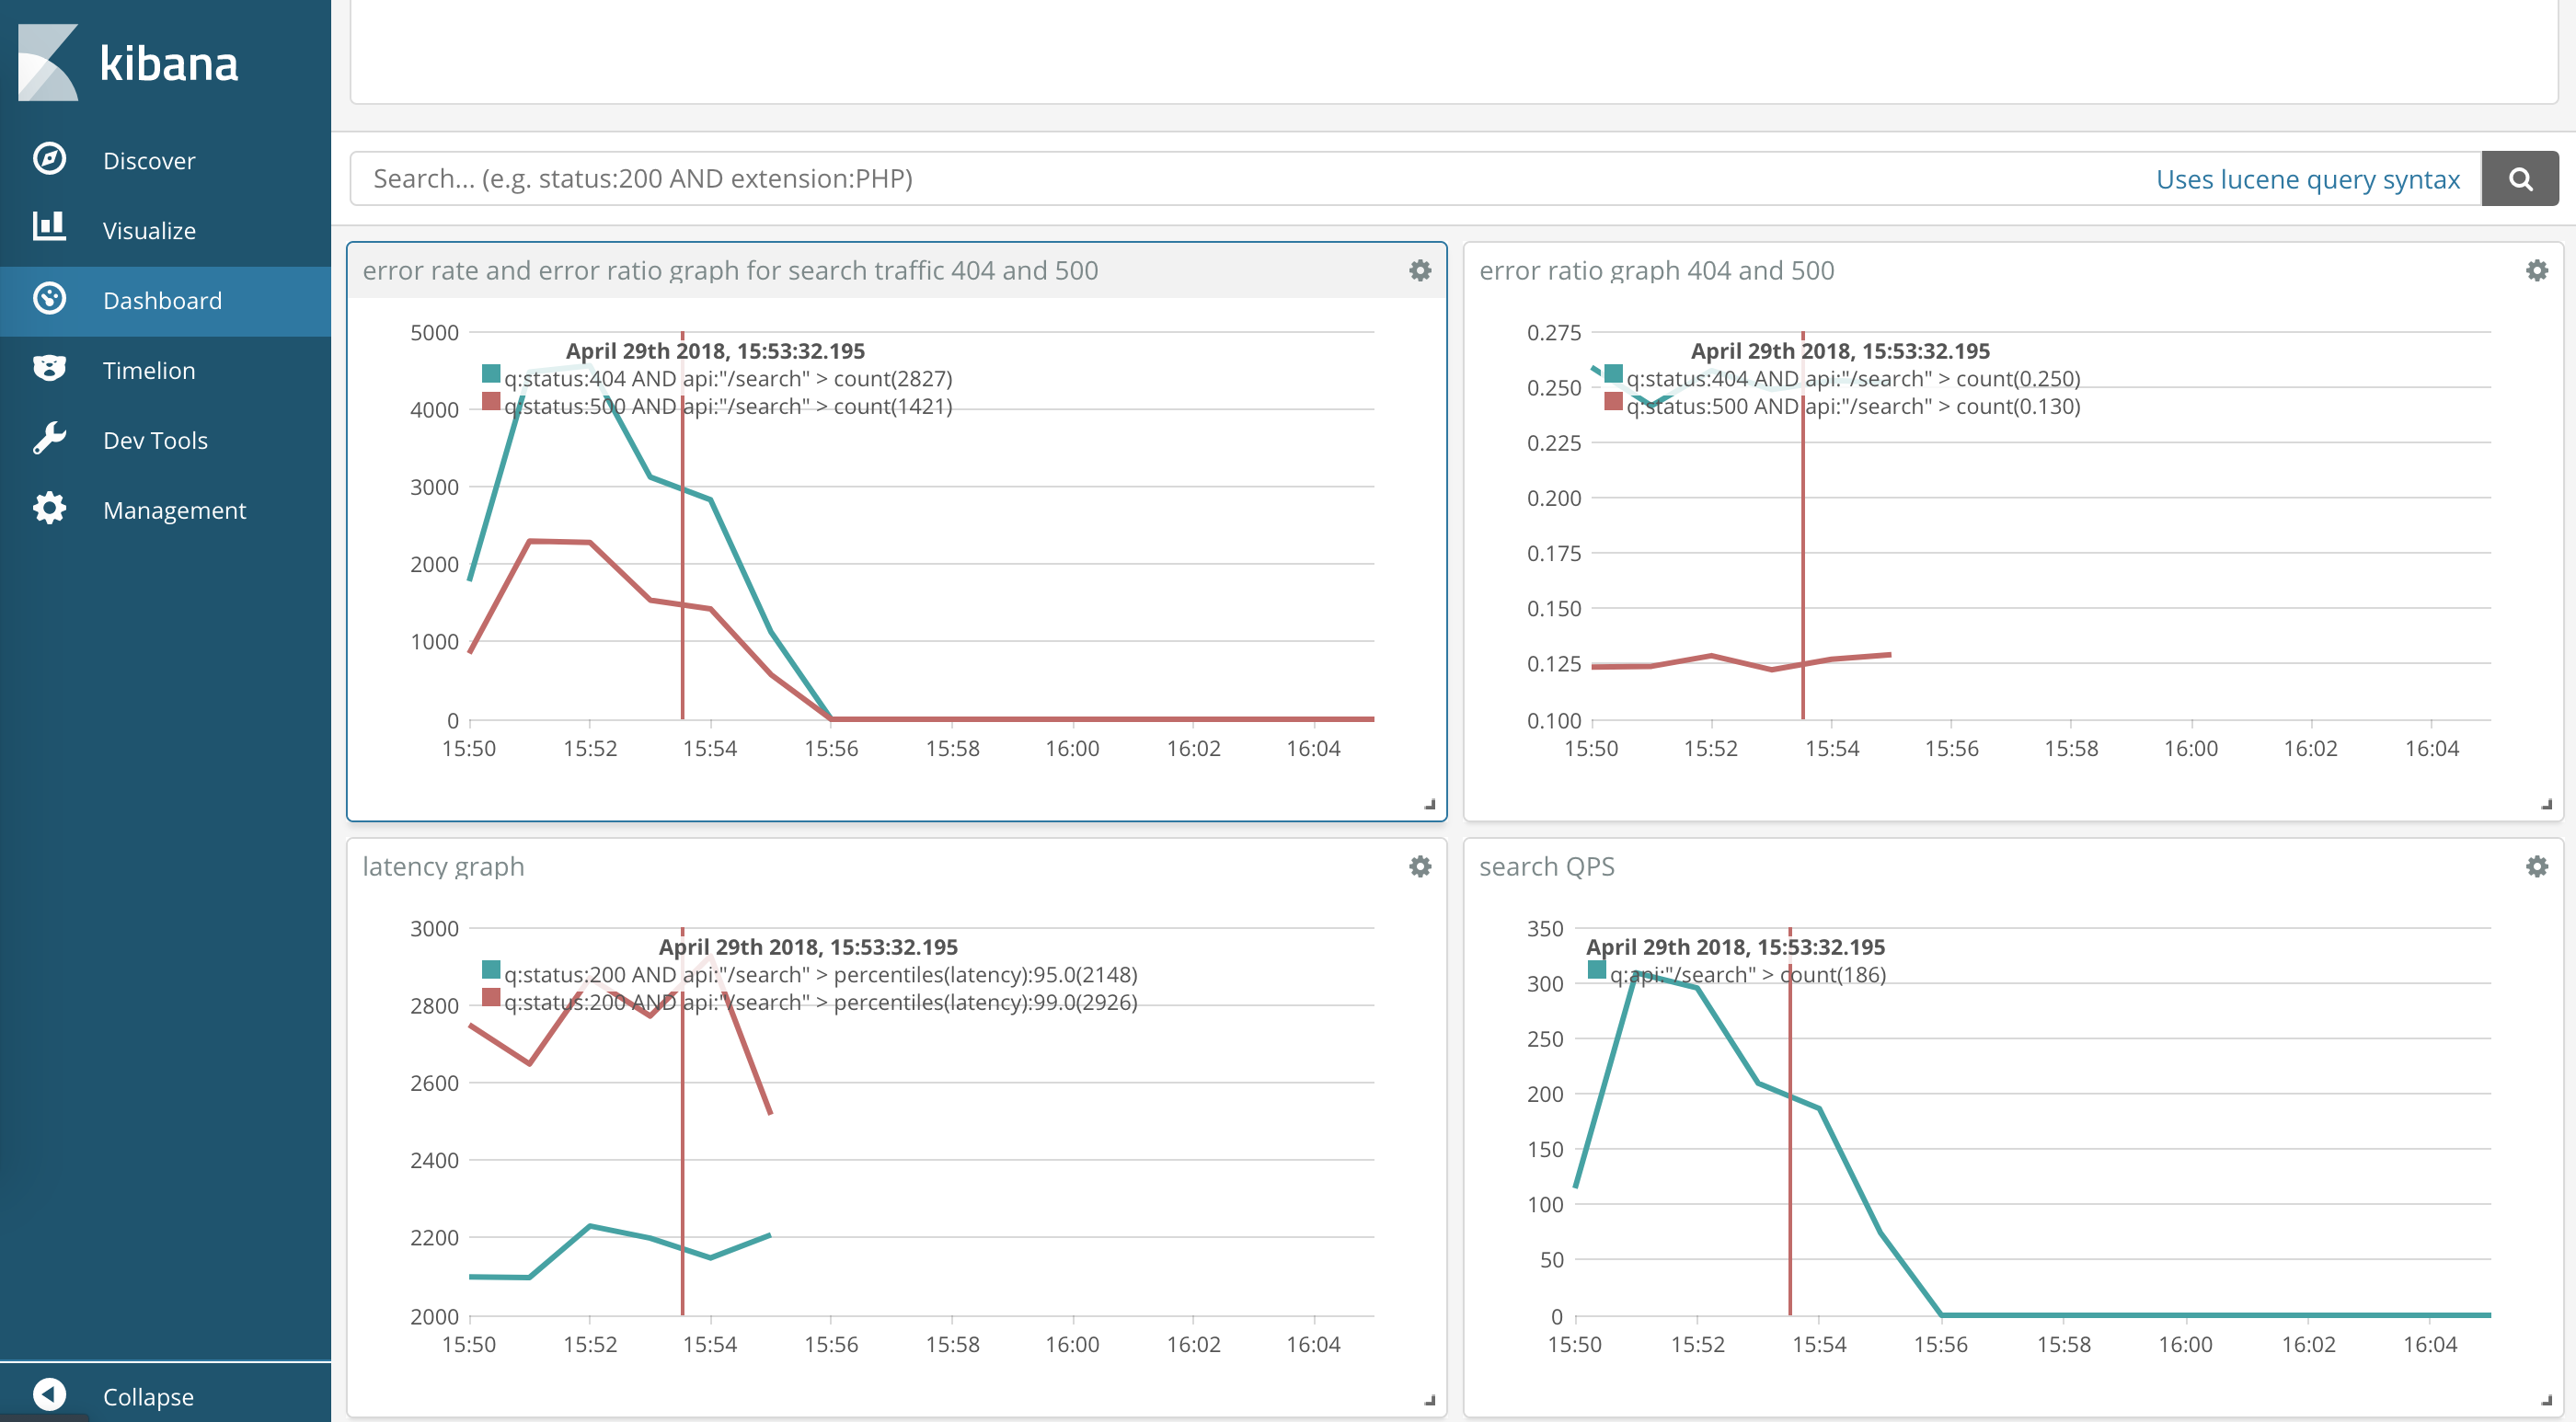 kibana
Discover
Visualize
Dashboard
Timelion
Dev Tools
Management
Collapse
Search... (e.g. status:200 AND extension:PHP)
Uses lucene query syntax
error rate and error ratio graph for search traffic 404 and 500
5000
4000
3000
2000
1000
0
April 29th 2018, 15:53:32.195
q:status:404 AND api:"/search" > count(2827)
q:status:500 AND api:"/search" > count(1421)
15:50 15:52 15:54 15:56 15:58 16:00 16:02 16:04
error ratio graph 404 and 500
0.275
0.250
0.225
0.200
0.175
0.150
0.125
0.100
April 29th 2018, 15:53:32.195
q:status:404 AND api:"/search" > count(0.250)
q:status:500 AND api:"/search" > count(0.130)
15:50 15:52 15:54 15:56 15:58 16:00 16:02 16:04
latency graph
3000
2800
2600
2400
2200
2000
April 29th 2018, 15:53:32.195
q:status:200 AND api:"/search" > percentiles(latency):95.0(2148)
q:status:200 AND api:"/search" > percentiles(latency):99.0(2926)
15:50 15:52 15:54 15:56 15:58 16:00 16:02 16:04
search QPS
350
300
250
200
150
100
50
0
April 29th 2018, 15:53:32.195
q:api:"/search" > count(186)
15:50 15:52 15:54 15:56 15:58 16:00 16:02 16:04